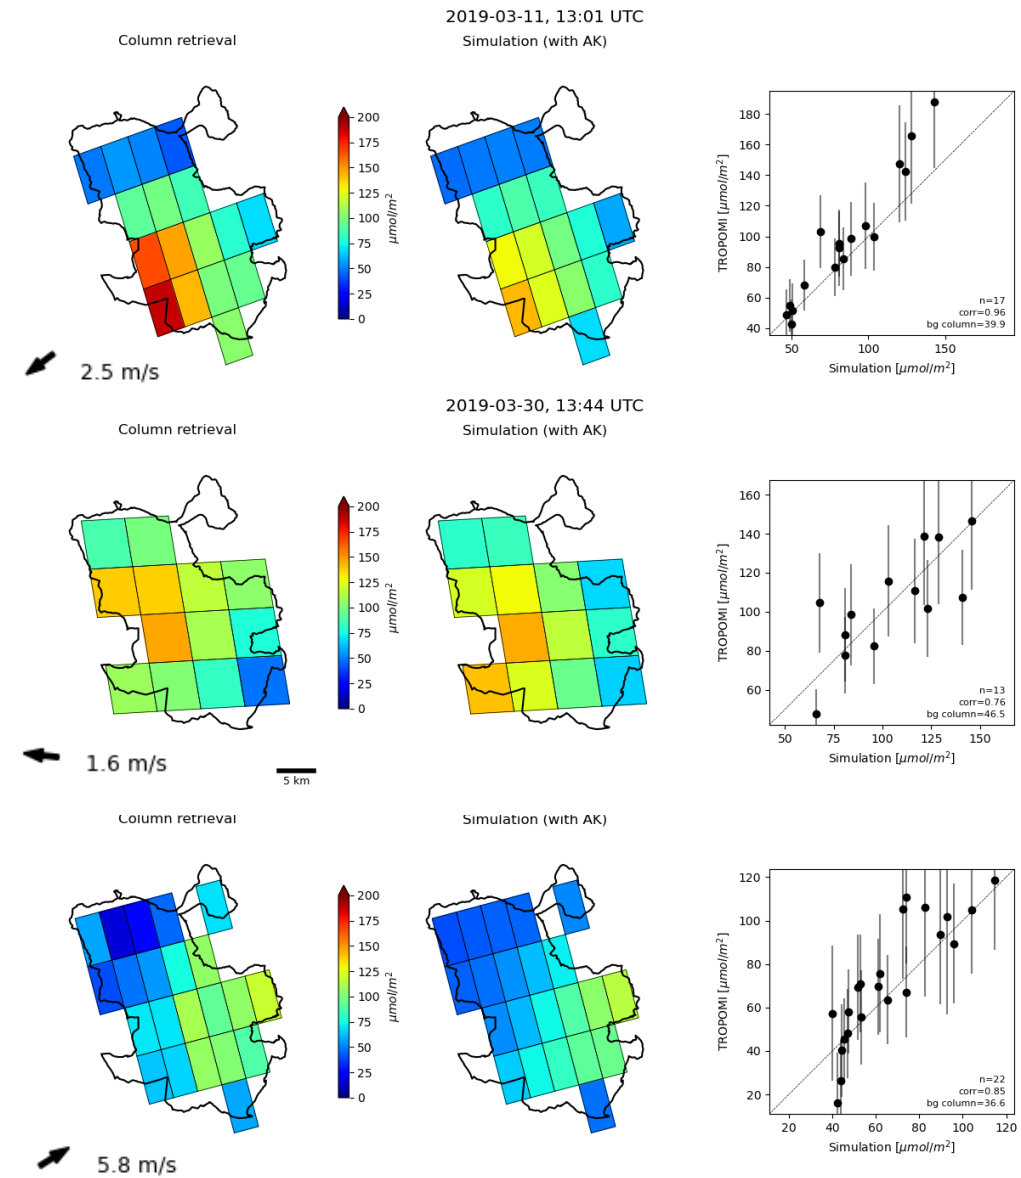 2019-03-11, 13:01 UTC
Column retrieval
Simulation (with AK)
200
175
150
125
100
75
50
25
0
μmol/m²
2.5 m/s
180
160
140
120
100
80
60
40
TROPOMI [μmol/m²]
n=17
corr=0.96
bg column=39.9
50
100
150
Simulation [μmol/m²]
2019-03-30, 13:44 UTC
Column retrieval
Simulation (with AK)
200
175
150
125
100
75
50
25
0
μmol/m²
1.6 m/s
5 km
160
140
120
100
80
60
TROPOMI [μmol/m²]
n=13
corr=0.76
bg column=46.5
50
75
100
125
150
Simulation [μmol/m²]
Column retrieval
Simulation (with AK)
200
175
150
125
100
75
50
25
0
μmol/m²
5.8 m/s
120
100
80
60
40
20
TROPOMI [μmol/m²]
n=22
corr=0.85
bg column=36.6
20
40
60
80
100
120
Simulation [μmol/m²]